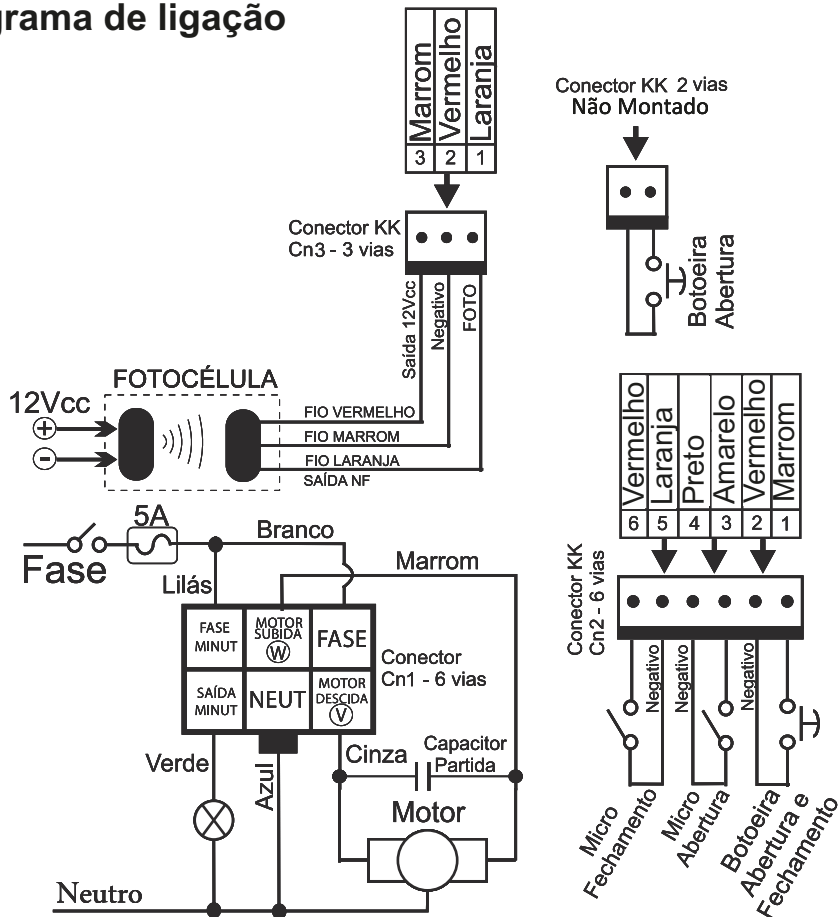 grama de ligação
Marrom
Vermelho
Laranja
3 2 1
Conector KK 2 vias
Não Montado
Conector KK
Cn3 - 3 vias
Botoeira
Abertura
Saída 12Vcc
Negativo
FOTO
FOTOCÉLULA
12Vcc
+
-
FIO VERMELHO
FIO MARROM
FIO LARANJA
SAÍDA NF
Vermelho
Laranja
Preto
Amarelo
Vermelho
Marrom
6 5 4 3 2 1
Conector KK
Cn2 - 6 vias
Negativo
Negativo
Negativo
Micro
Fechamento
Micro
Abertura
Botoeira
Abertura e
Fechamento
5A
Fase
Branco
Lilás
Marrom
FASE
MINUT
MOTOR
SUBIDA
W
FASE
SAÍDA
MINUT
NEUT
MOTOR
DESCIDA
V
Conector
Cn1 - 6 vias
Verde
Azul
Cinza
Capacitor
Partida
Motor
Neutro